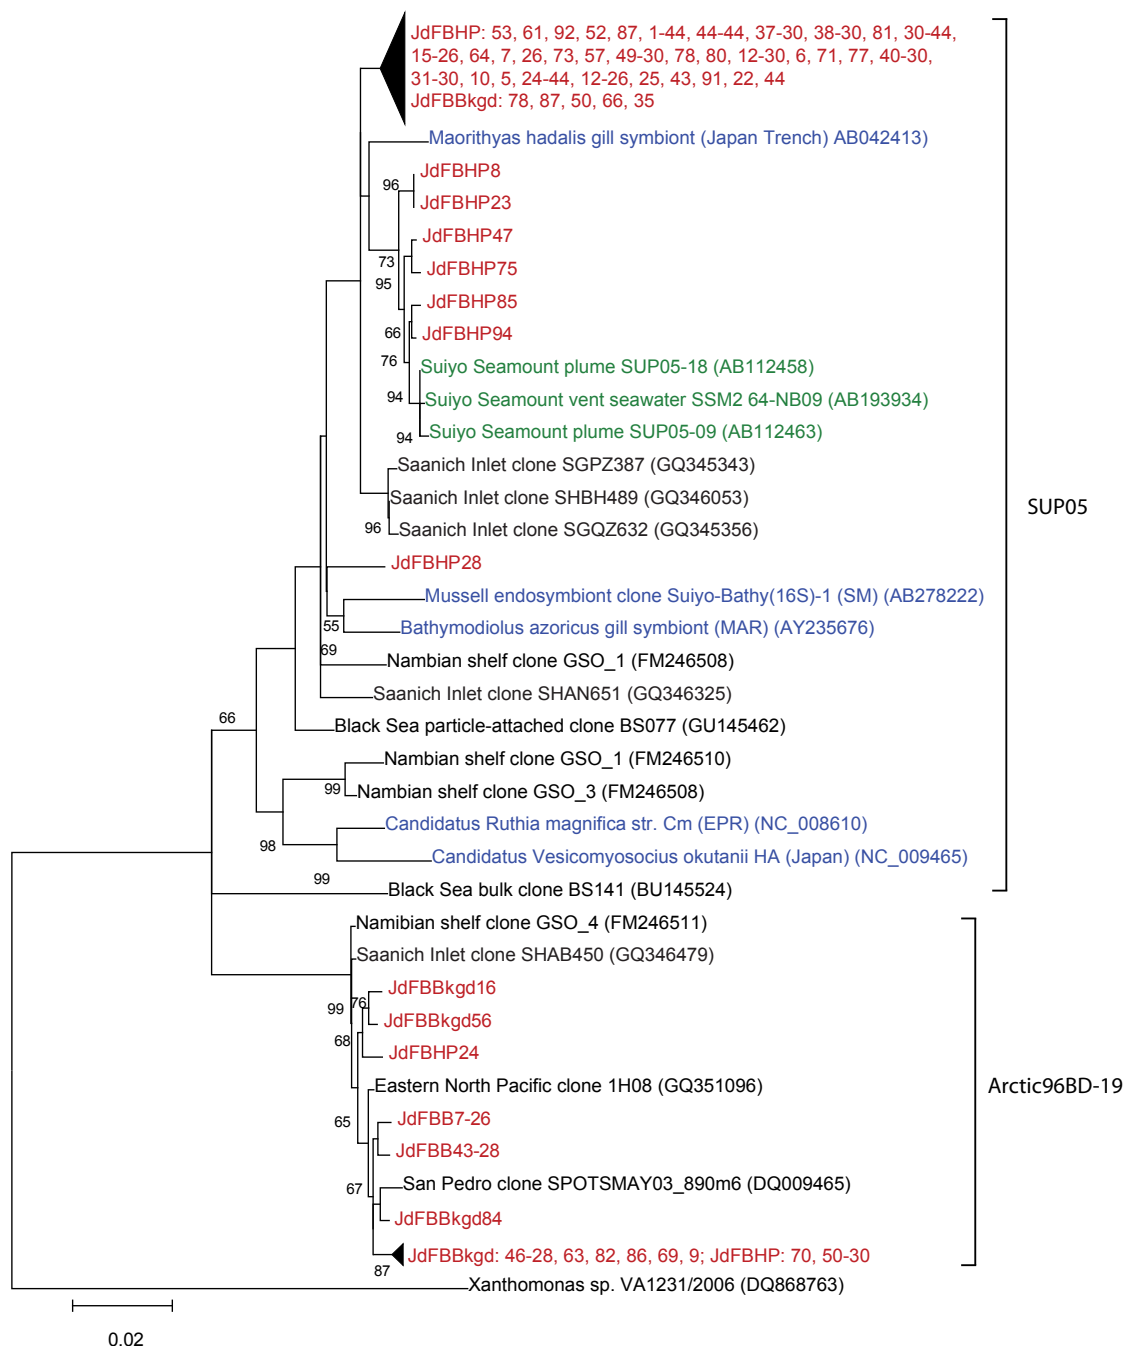 JdFBHP: 53, 61, 92, 52, 87, 1-44, 44-44, 37-30, 38-30, 81, 30-44,
15-26, 64, 7, 26, 73, 57, 49-30, 78, 80, 12-30, 6, 71, 77, 40-30,
31-30, 10, 5, 24-44, 12-26, 25, 43, 91, 22, 44
JdFBBkgd: 78, 87, 50, 66, 35
Maorithyas hadalis gill symbiont (Japan Trench) AB042413)
JdFBHP8
96
JdFBHP23
JdFBHP47
73
JdFBHP75
95
JdFBHP85
66
JdFBHP94
76
Suiyo Seamount plume SUP05-18 (AB112458)
94
Suiyo Seamount vent seawater SSM2 64-NB09 (AB193934)
94
Suiyo Seamount plume SUP05-09 (AB112463)
Saanich Inlet clone SGPZ387 (GQ345343)
Saanich Inlet clone SHBH489 (GQ346053)
SUP05
96
Saanich Inlet clone SGQZ632 (GQ345356)
JdFBHP28
Mussell endosymbiont clone Suiyo-Bathy(16S)-1 (SM) (AB278222)
55
Bathymodiolus azoricus gill symbiont (MAR) (AY235676)
69
Nambian shelf clone GSO_1 (FM246508)
Saanich Inlet clone SHAN651 (GQ346325)
66
Black Sea particle-attached clone BS077 (GU145462)
Nambian shelf clone GSO_1 (FM246510)
99
Nambian shelf clone GSO_3 (FM246508)
Candidatus Ruthia magnifica str. Cm (EPR) (NC_008610)
98
Candidatus Vesicomyosocius okutanii HA (Japan) (NC_009465)
99
Black Sea bulk clone BS141 (BU145524)
Namibian shelf clone GSO_4 (FM246511)
Saanich Inlet clone SHAB450 (GQ346479)
JdFBBkgd16
99
76
JdFBBkgd56
68
JdFBHP24
Eastern North Pacific clone 1H08 (GQ351096)
Arctic96BD-19
65
JdFBB7-26
JdFBB43-28
67
San Pedro clone SPOTSMAY03_890m6 (DQ009465)
JdFBBkgd84
JdFBBkgd: 46-28, 63, 82, 86, 69, 9; JdFBHP: 70, 50-30
87
Xanthomonas sp. VA1231/2006 (DQ868763)
0.02